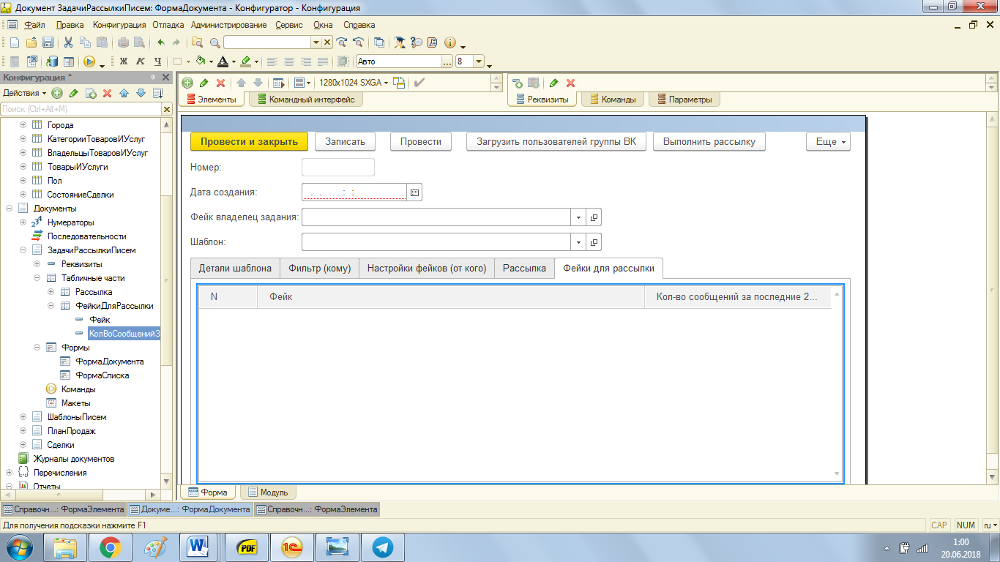 Документ ЗадачиРассылкиПисем: ФормаДокумента - Конфигуратор - Конфигурация
Файл Правка Конфигурация Отладка Администрирование Сервис Окна Справка
Ж К Ч А Авто 8
Конфигурация *
Действия
Поиск (Ctrl+Alt+M)
Города
КатегорииТоваровИУслуг
ВладельцыТоваровИУслуг
ТоварыИУслуги
Пол
СостояниеСделки
Документы
Нумераторы
Последовательности
ЗадачиРассылкиПисем
Реквизиты
Табличные части
Рассылка
ФейкиДляРассылки
Фейк
КолВоСообщенийЗ
Формы
ФормаДокумента
ФормаСписка
Команды
Макеты
ШаблоныПисем
ПланПродаж
Сделки
Журналы документов
Перечисления
Отчеты
1280x1024 SXGA
Элементы Командный интерфейс
Реквизиты Команды Параметры
Провести и закрыть Записать Провести Загрузить пользователей группы ВК Выполнить рассылку Еще
Номер:
Дата создания: . . : :
Фейк владелец задания:
Шаблон:
Детали шаблона Фильтр (кому) Настройки фейков (от кого) Рассылка Фейки для рассылки
N Фейк Кол-во сообщений за последние 2...
Форма Модуль
Справочн...: ФормаЭлемента Докуме...: ФормаДокумента Справочн...: ФормаЭлемента
Для получения подсказки нажмите F1 CAP NUM ru
PDF 1С 1:00
20.06.2018